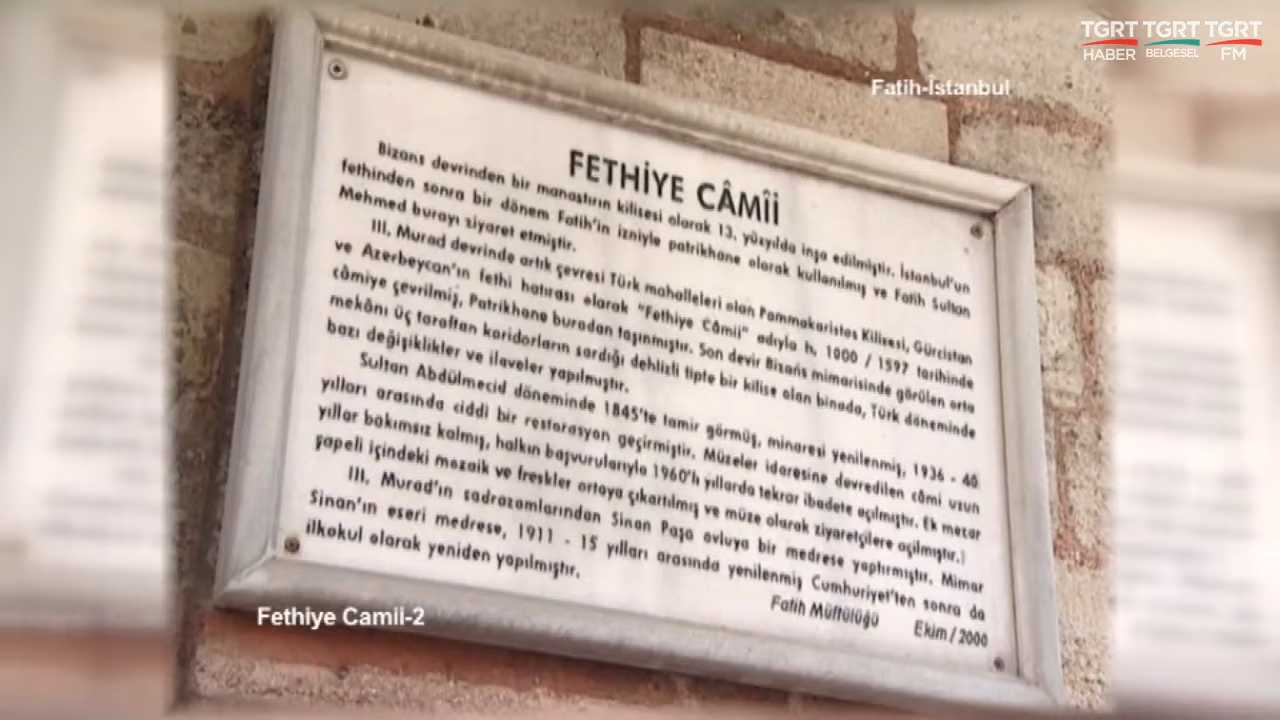 TGRT TGRT TGRT
HABER BELGESEL FM
Fatih-İstanbul
FETHİYE CÂMÎİ
Bizans devrinden bir manastırın kilisesi olarak 13. yüzyılda inşa edilmiştir. İstanbul'un
fethinden sonra bir dönem Fatih'in izniyle patrikhane olarak kullanılmış ve Fatih Sultan
Mehmed burayı ziyaret etmiştir.
III. Murad devrinde artık çevresi Türk mahalleleri olan Pammakaristos Kilisesi, Gürcistan
ve Azerbeycan'ın fethi hatırası olarak "Fethiye Câmii" adıyla h. 1000 / 1597 tarihinde
câmiye çevrilmiş, Patrikhane buradan taşınmıştır. Son devir Bizans mimarisinde görülen orta
mekânı üç taraftan koridorların sardığı dehlizli tipte bir kilise olan binada, Türk döneminde
bazı değişiklikler ve ilaveler yapılmıştır.
Sultan Abdülmecid döneminde 1845'te tamir görmüş, minaresi yenilenmiş, 1936 - 40
yılları arasında ciddi bir restorasyon geçirmiştir. Müzeler idaresine devredilen câmi uzun
yıllar bakımsız kalmış, halkın başvurularıyla 1960'lı yıllarda tekrar ibadete açılmıştır. Ek mezar
şapeli içindeki mozaik ve freskler ortaya çıkartılmış ve müze olarak ziyaretçilere açılmıştır.
III. Murad'ın sadrazamlarından Sinan Paşa avluya bir medrese yaptırmıştır. Mimar
Sinan'ın eseri medrese, 1911 - 15 yılları arasında yenilenmiş Cumhuriyet'ten sonra da
ilkokul olarak yeniden yapılmıştır.
Fatih Müftülüğü Ekim / 2000
Fethiye Camii-2